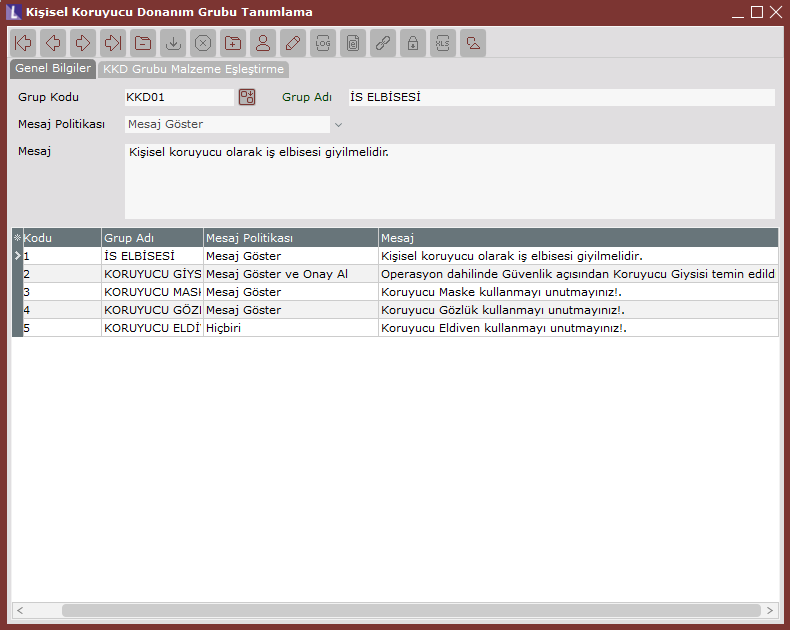 Kişisel Koruyucu Donanım Grubu Tanımlama
LOG
XLS
Genel Bilgiler KKD Grubu Malzeme Eşleştirme
Grup Kodu KKD01 Grup Adı İS ELBİSESİ
Mesaj Politikası Mesaj Göster
Mesaj Kişisel koruyucu olarak iş elbisesi giyilmelidir.
Kodu Grup Adı Mesaj Politikası Mesaj
1 İS ELBİSESİ Mesaj Göster Kişisel koruyucu olarak iş elbisesi giyilmelidir.
2 KORUYUCU GİYS Mesaj Göster ve Onay Al Operasyon dahilinde Güvenlik açısından Koruyucu Giysisi temin edild
3 KORUYUCU MASK Mesaj Göster Koruyucu Maske kullanmayı unutmayınız!.
4 KORUYUCU GÖZL Mesaj Göster Koruyucu Gözlük kullanmayı unutmayınız!.
5 KORUYUCU ELDİ Hiçbiri Koruyucu Eldiven kullanmayı unutmayınız!.